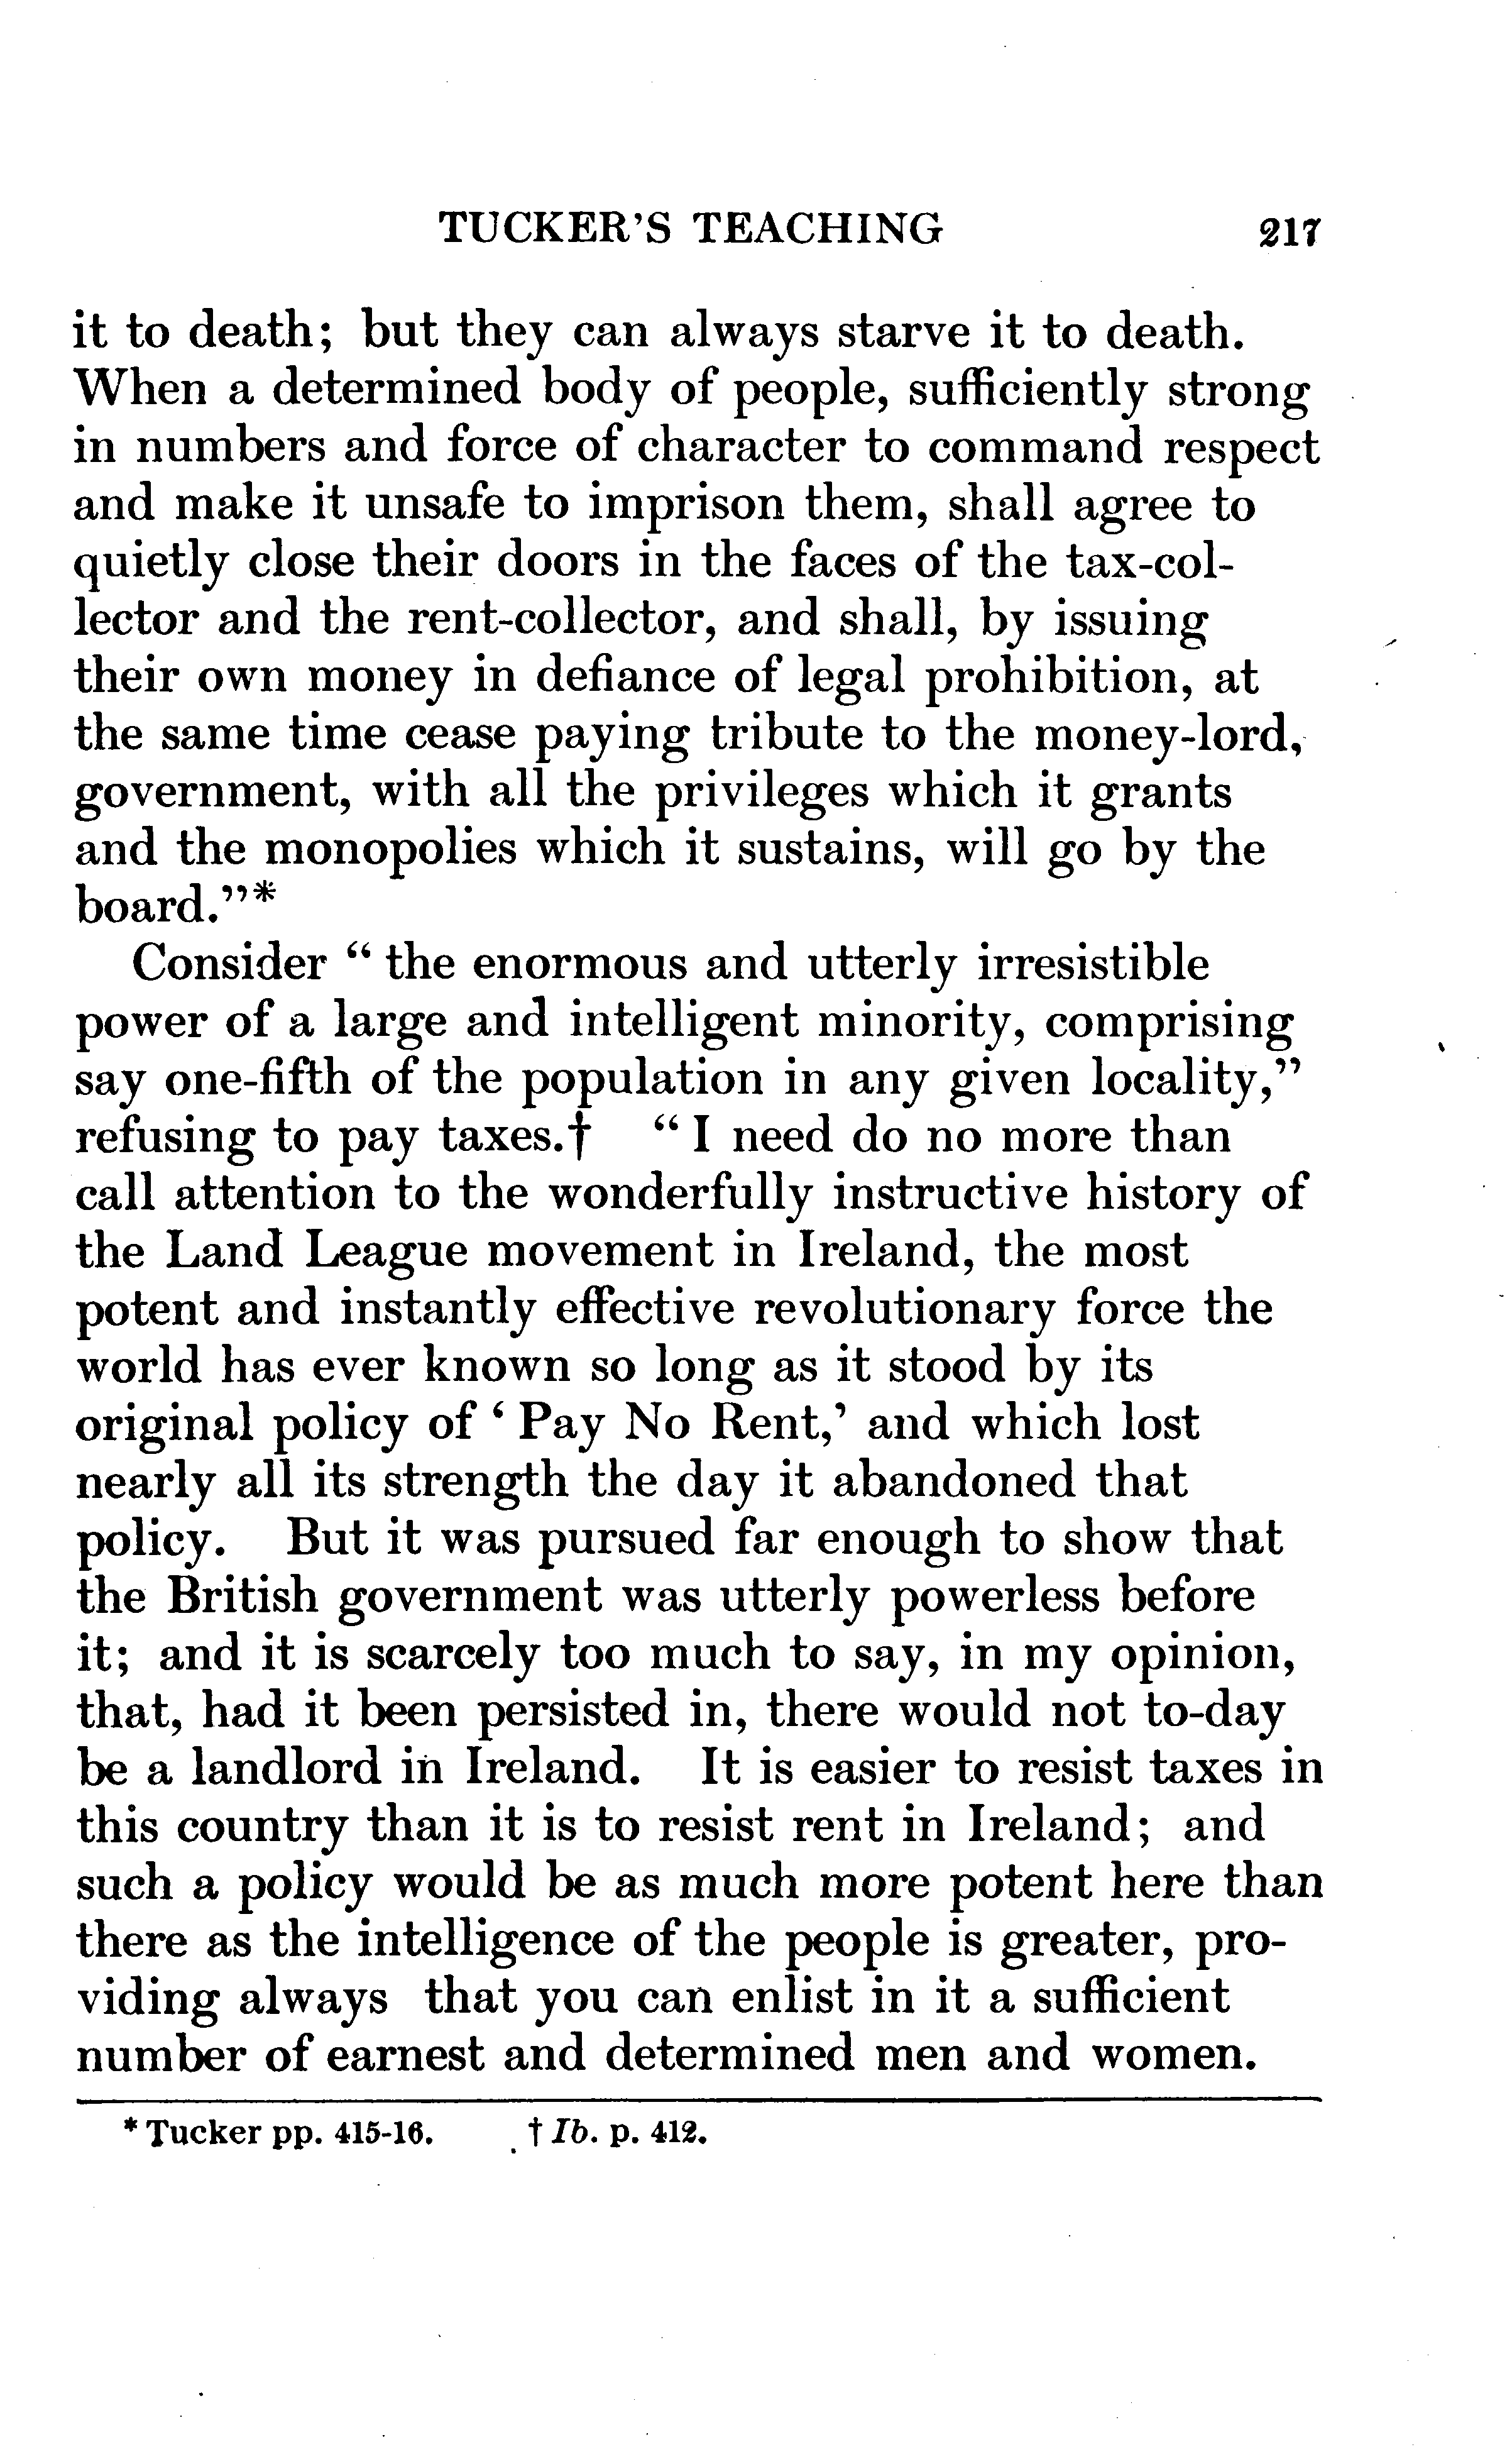 TUCKER'S TEACHING 217
it to death; but they can always starve it to death.
When a determined body of people, sufficiently strong
in numbers and force of character to command respect
and make it unsafe to imprison them, shall agree to
quietly close their doors in the faces of the tax-col-
lector and the rent-collector, and shall, by issuing
their own money in defiance of legal prohibition, at
the same time cease paying tribute to the money-lord,
government, with all the privileges which it grants
and the monopolies which it sustains, will go by the
board."*
Consider " the enormous and utterly irresistible
power of a large and intelligent minority, comprising
say one-fifth of the population in any given locality,"
refusing to pay taxes.† " I need do no more than
call attention to the wonderfully instructive history of
the Land League movement in Ireland, the most
potent and instantly effective revolutionary force the
world has ever known so long as it stood by its
original policy of ' Pay No Rent,' and which lost
nearly all its strength the day it abandoned that
policy. But it was pursued far enough to show that
the British government was utterly powerless before
it; and it is scarcely too much to say, in my opinion,
that, had it been persisted in, there would not to-day
be a landlord in Ireland. It is easier to resist taxes in
this country than it is to resist rent in Ireland; and
such a policy would be as much more potent here than
there as the intelligence of the people is greater, pro-
viding always that you can enlist in it a sufficient
number of earnest and determined men and women.
* Tucker pp. 415-16. † Ib. p. 412.